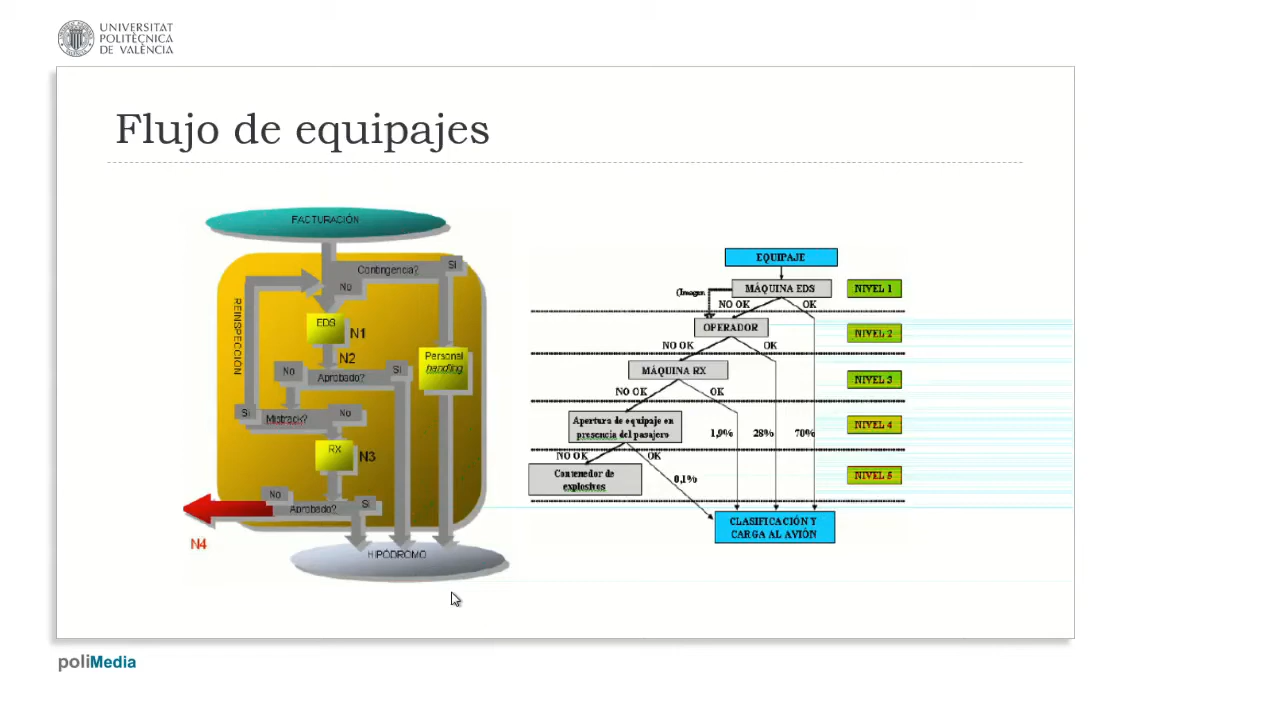 UNIVERSITAT
POLITÈCNICA
DE VALÈNCIA
Flujo de equipajes
FACTURACIÓN
Contingencia?
Si
No
REINSPECCIÓN
EDS
N1
N2
Personal
handling
No
Aprobado?
Si
Si
Mistrack?
No
RX
N3
No
Aprobado?
Si
N4
HIPÓDROMO
EQUIPAJE
MÁQUINA EDS
NIVEL 1
(Imagen
NO OK
OK
OPERADOR
NIVEL 2
NO OK
OK
MÁQUINA RX
NIVEL 3
NO OK
OK
Apertura de equipaje en
presencia del pasajero
1,9%
28%
70%
NIVEL 4
NO OK
OK
Contenedor de
explosivos
0,1%
NIVEL 5
CLASIFICACIÓN Y
CARGA AL AVIÓN
poliMedia